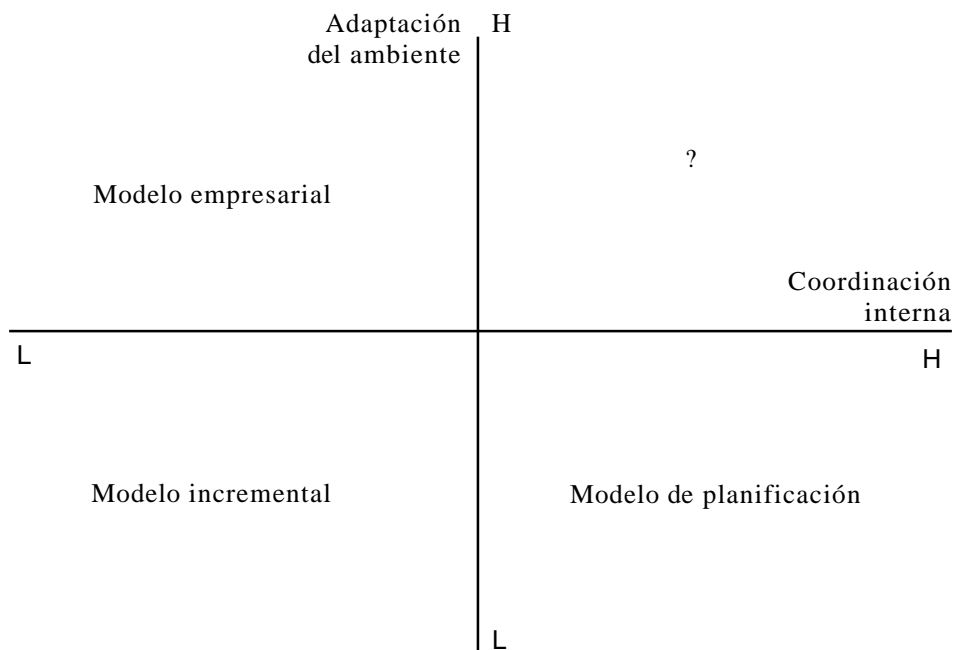 Adaptación H
del ambiente
?
Modelo empresarial
Coordinación
interna
L H
Modelo incremental Modelo de planificación
L